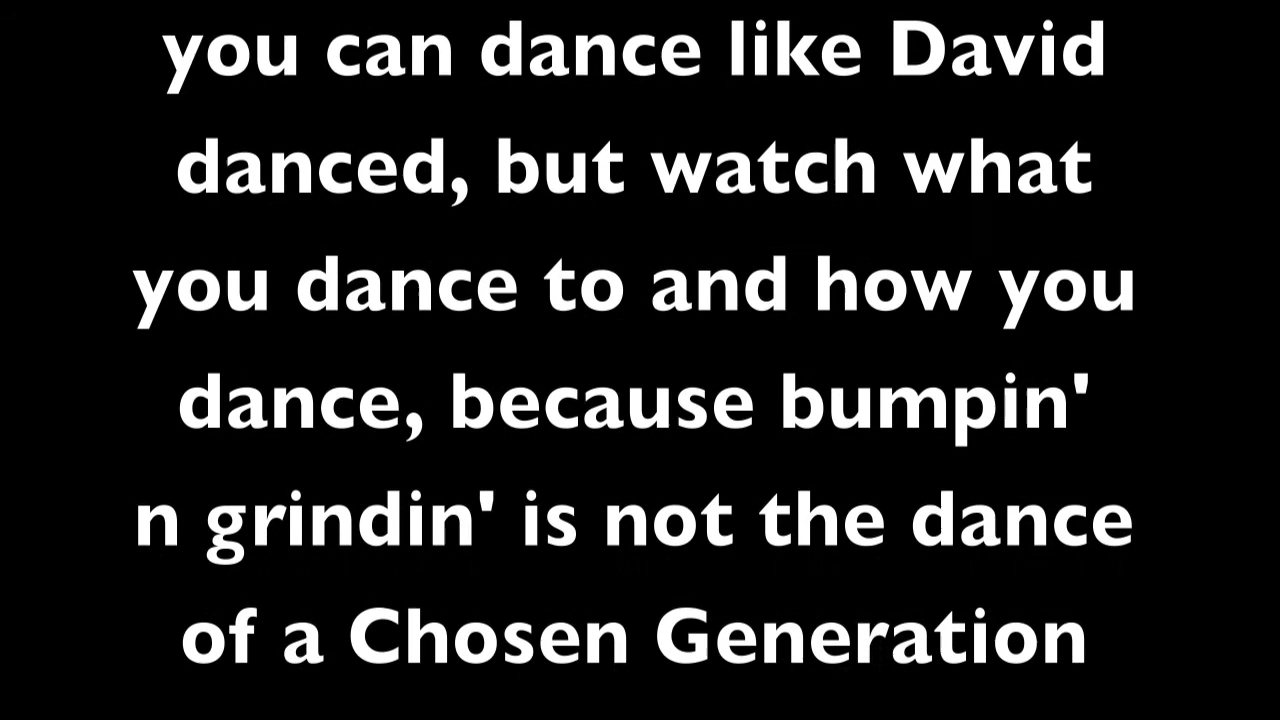 you can dance like David
danced, but watch what
you dance to and how you
dance, because bumpin'
n grindin' is not the dance
of a Chosen Generation